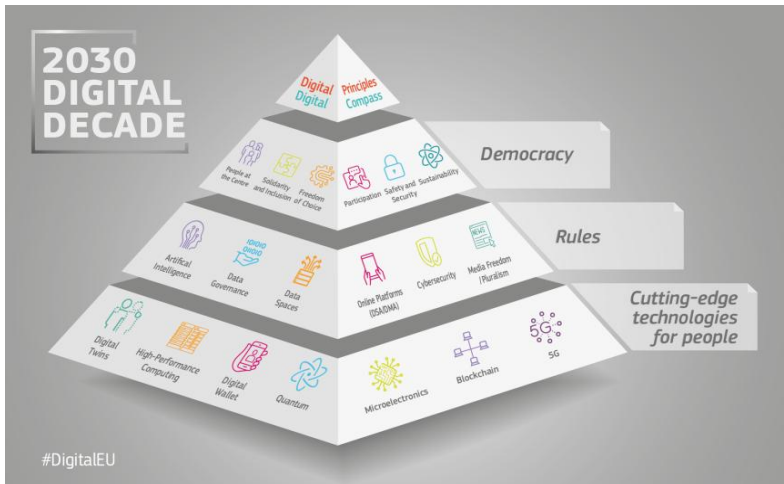 2030
DIGITAL
DECADE
Digital Principles
Digital Compass
People at
the Centre
Solidarity
and Inclusion
Freedom
of Choice
Participation
Safety and
Security
Sustainability
Democracy
Artifical
Intelligence
Data
Governance
Data
Spaces
Online Platforms
(DSA/DMA)
Cybersecurity
NEWS
Media Freedom
/Pluralism
Rules
Digital
Twins
High-Performance
Computing
Digital
Wallet
Quantum
Microelectronics
Blockchain
5G
5G
Cutting-edge
technologies
for people
#DigitalEU